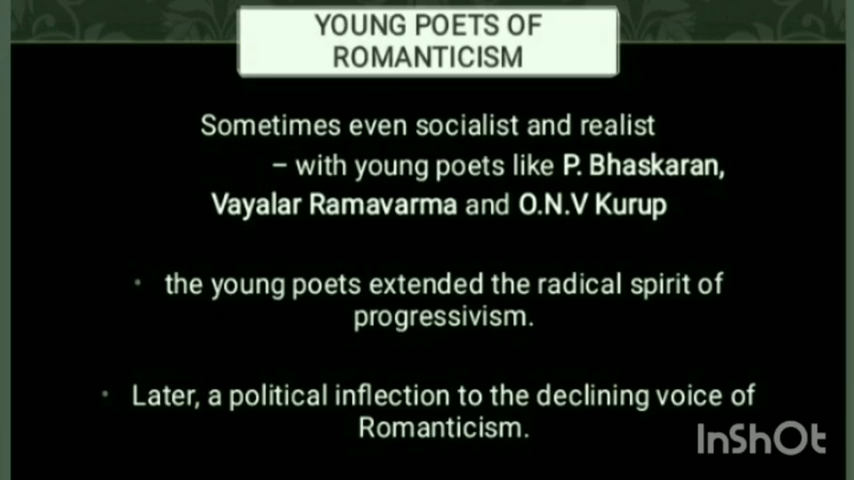 YOUNG POETS OF
ROMANTICISM
Sometimes even socialist and realist
– with young poets like P. Bhaskaran,
Vayalar Ramavarma and O.N.V Kurup
• the young poets extended the radical spirit of
progressivism.
• Later, a political inflection to the declining voice of
Romanticism.
InShOt